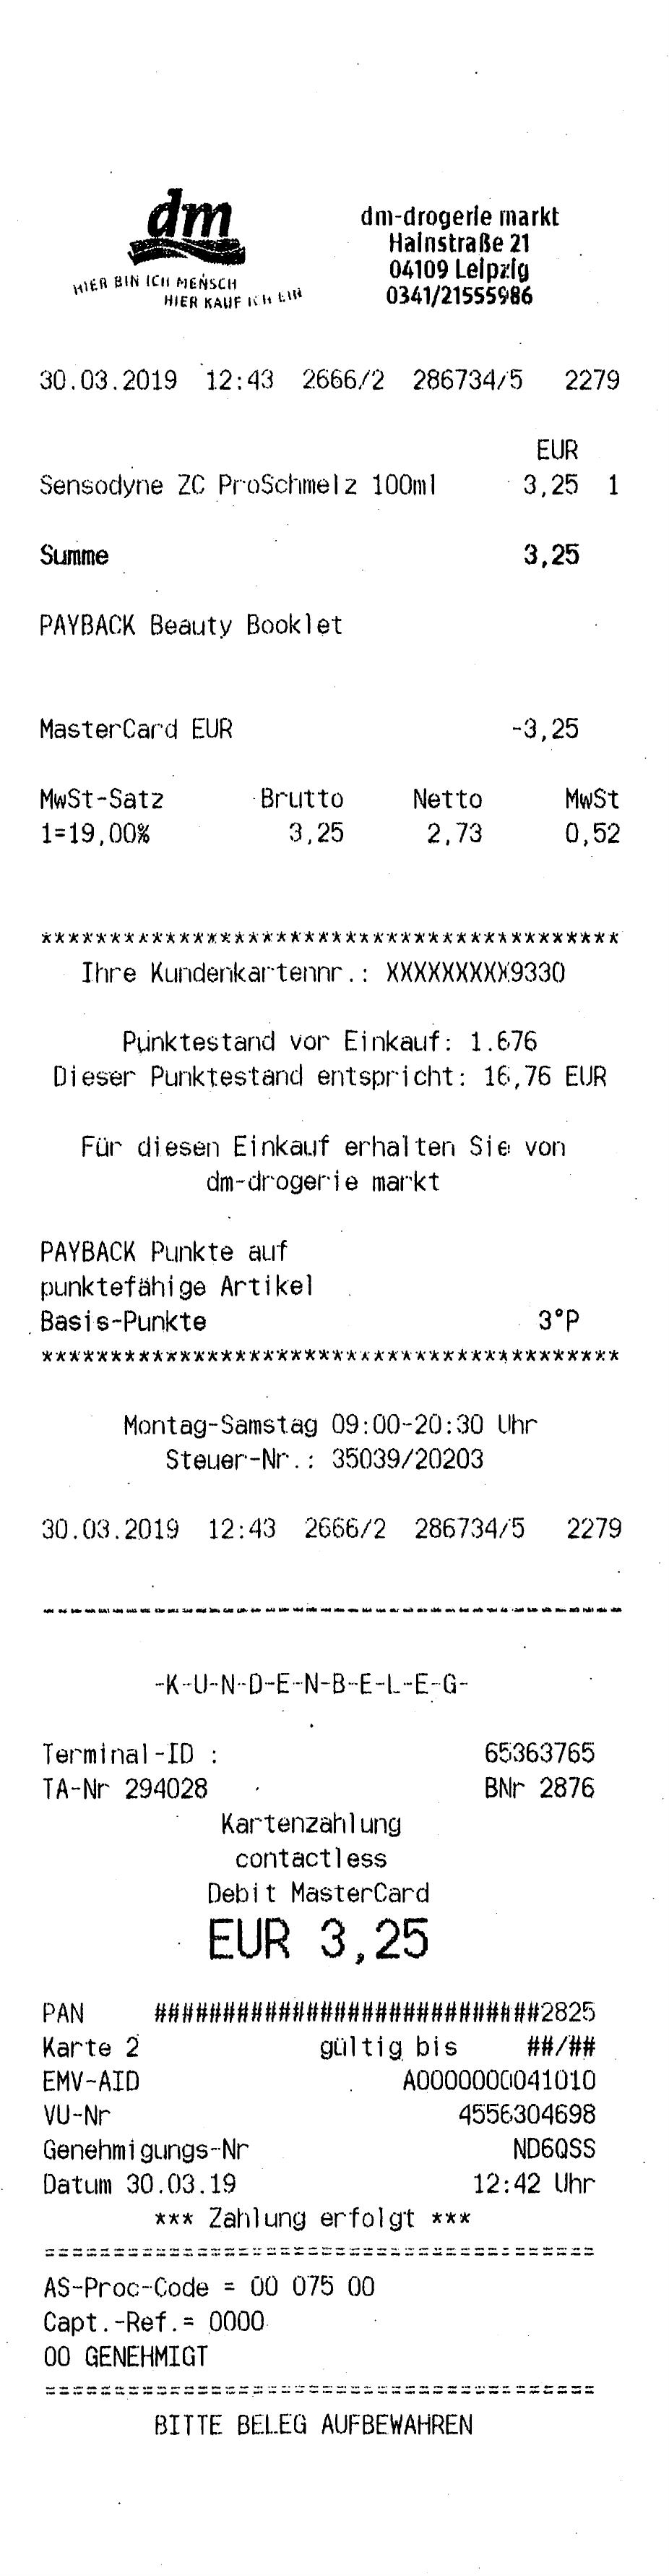 dm
HIER BIN ICH MENSCH
HIER KAUF ICH EIN
dm-drogerie markt
Hainstraße 21
04109 Leipzig
0341/21555986
30.03.2019 12:43 2666/2 286734/5 2279
EUR
Sensodyne ZC ProSchmelz 100ml 3,25 1
Summe 3,25
PAYBACK Beauty Booklet
MasterCard EUR -3,25
MwSt-Satz Brutto Netto MwSt
1=19,00% 3,25 2,73 0,52
******************************************
Ihre Kundenkartennr.: XXXXXXXXX9330
Punktestand vor Einkauf: 1.676
Dieser Punktestand entspricht: 16,76 EUR
Für diesen Einkauf erhalten Sie von
dm-drogerie markt
PAYBACK Punkte auf
punktefähige Artikel
Basis-Punkte 3°P
******************************************
Montag-Samstag 09:00-20:30 Uhr
Steuer-Nr.: 35039/20203
30.03.2019 12:43 2666/2 286734/5 2279
------------------------------------------
-K-U-N-D-E-N-B-E-L-E-G-
Terminal-ID : 65363765
TA-Nr 294028 BNr 2876
Kartenzahlung
contactless
Debit MasterCard
EUR 3,25
PAN ############################2825
Karte 2 gültig bis ##/##
EMV-AID A0000000041010
VU-Nr 4556304698
Genehmigungs-Nr ND6QSS
Datum 30.03.19 12:42 Uhr
*** Zahlung erfolgt ***
========================================
AS-Proc-Code = 00 075 00
Capt.-Ref.= 0000
00 GENEHMIGT
========================================
BITTE BELEG AUFBEWAHREN